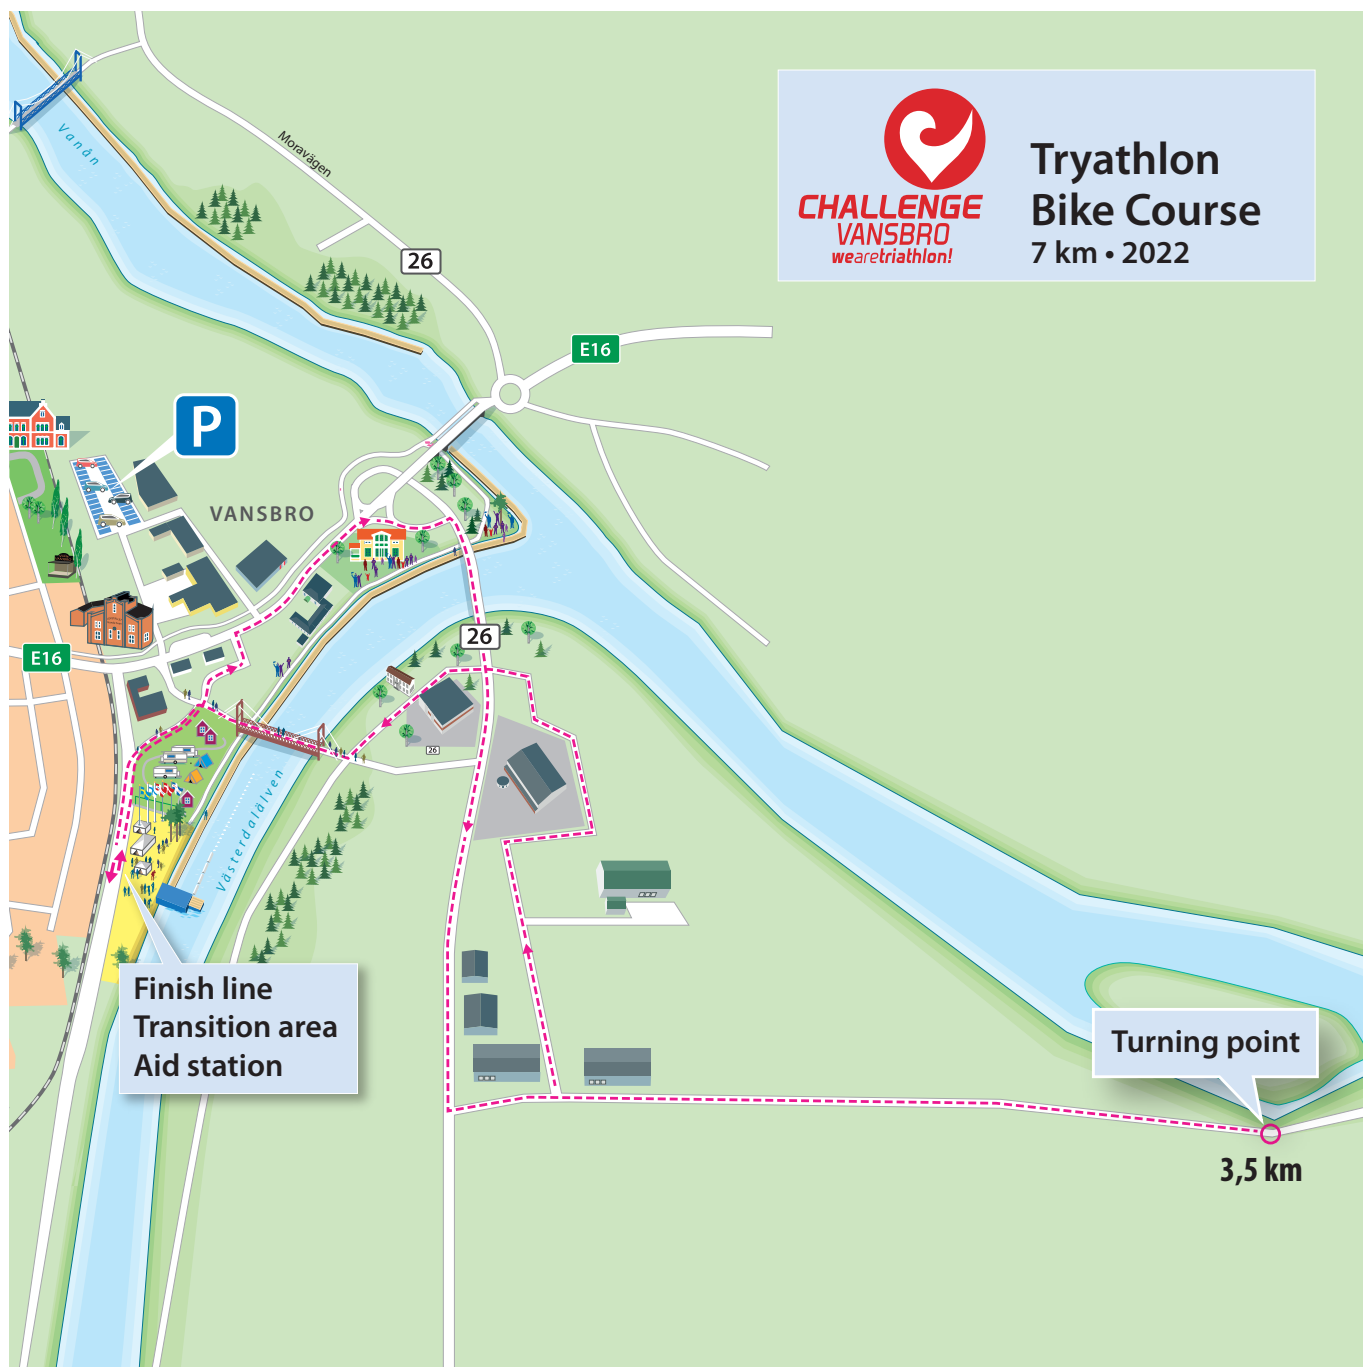 Vanån
Moravägen
CHALLENGE
VANSBRO
wearetriathlon!
Tryathlon
Bike Course
7 km • 2022
26
E16
P
VANSBRO
26
E16
26
Västerdalälven
Finish line
Transition area
Aid station
Turning point
3,5 km